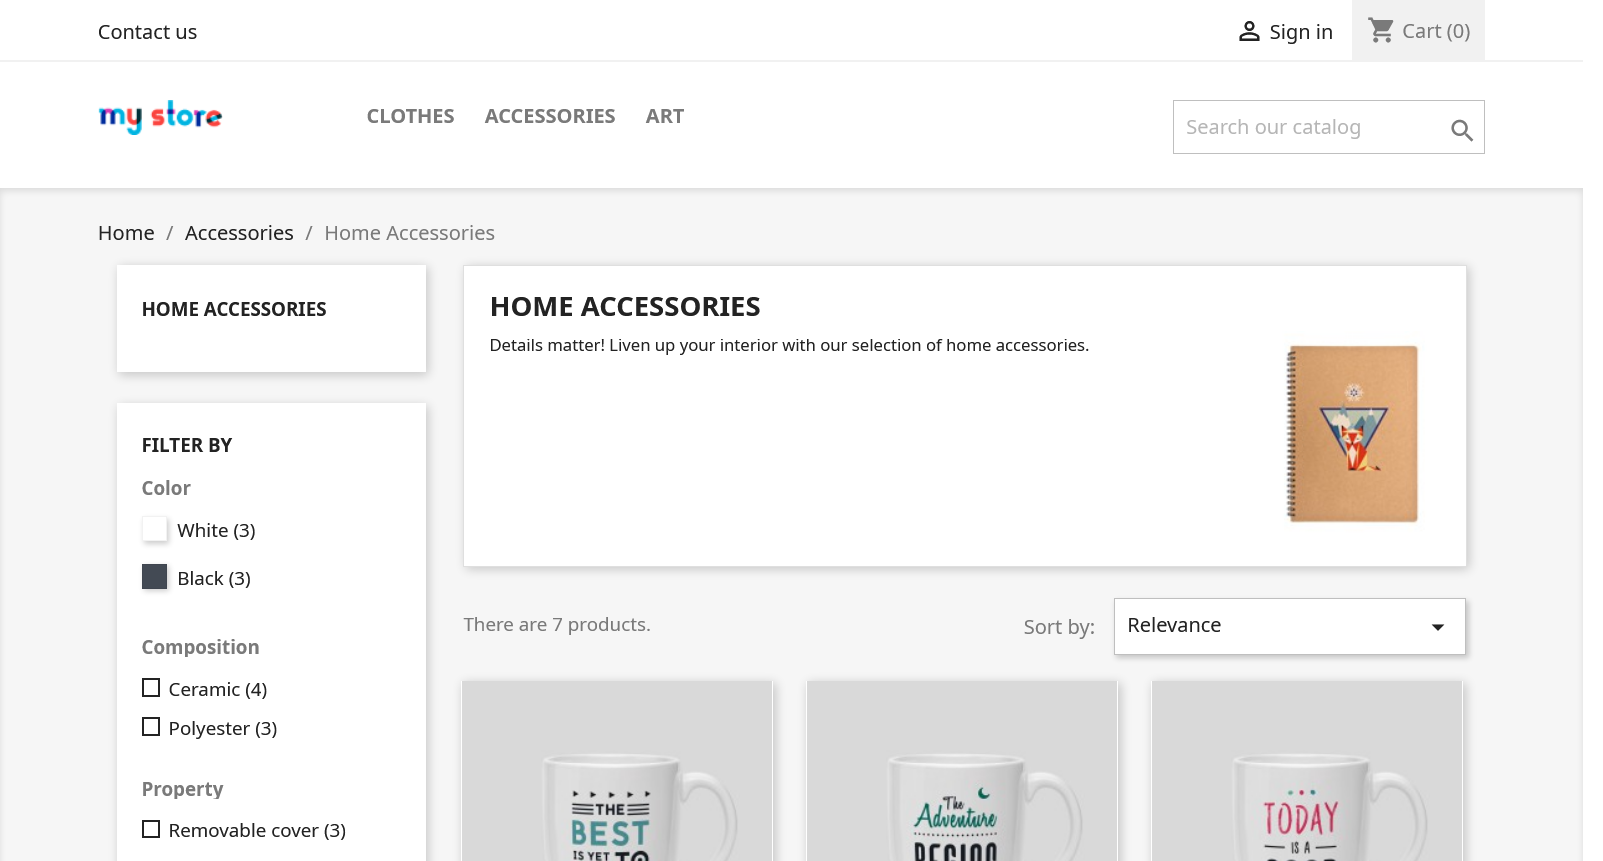 Contact us
Sign in
Cart (0)
my store
CLOTHES
ACCESSORIES
ART
Search our catalog
Home / Accessories / Home Accessories
HOME ACCESSORIES
FILTER BY
Color
White (3)
Black (3)
Composition
Ceramic (4)
Polyester (3)
Property
Removable cover (3)
HOME ACCESSORIES
Details matter! Liven up your interior with our selection of home accessories.
There are 7 products.
Sort by:
Relevance
THE
BEST
IS YET TO
The
Adventure
BEGINS
TODAY
IS A
GOOD